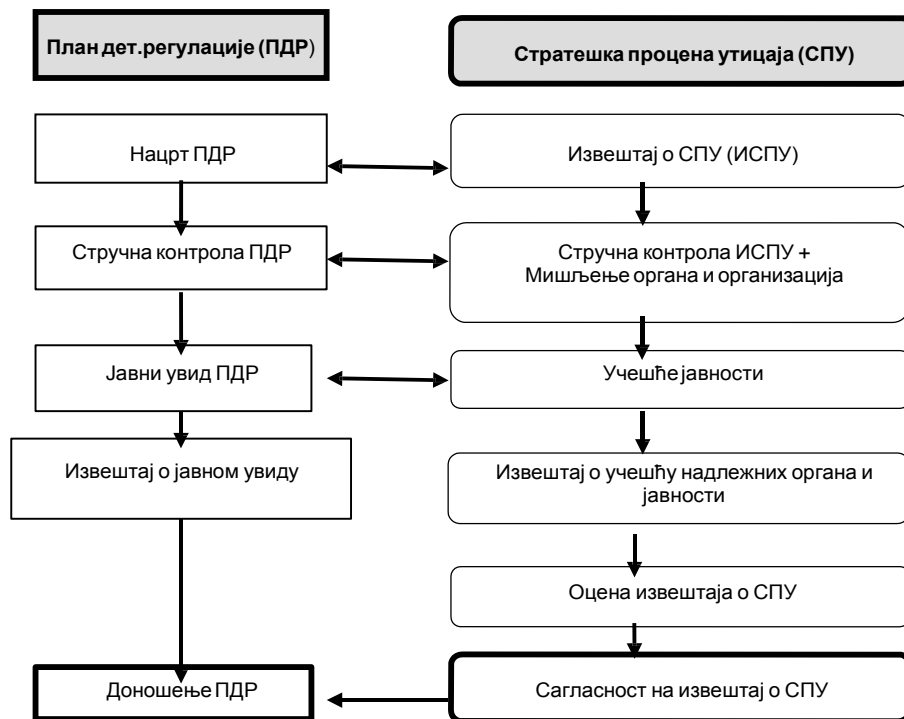 План дет.регулације (ПДР)
Стратешка процена утицаја (СПУ)
Нацрт ПДР
Извештај о СПУ (ИСПУ)
Стручна контрола ПДР
Стручна контрола ИСПУ +
Мишљење органа и организација
Јавни увид ПДР
Учешће јавности
Извештај о јавном увиду
Извештај о учешћу надлежних органа и
јавности
Оцена извештаја о СПУ
Доношење ПДР
Сагласност на извештај о СПУ